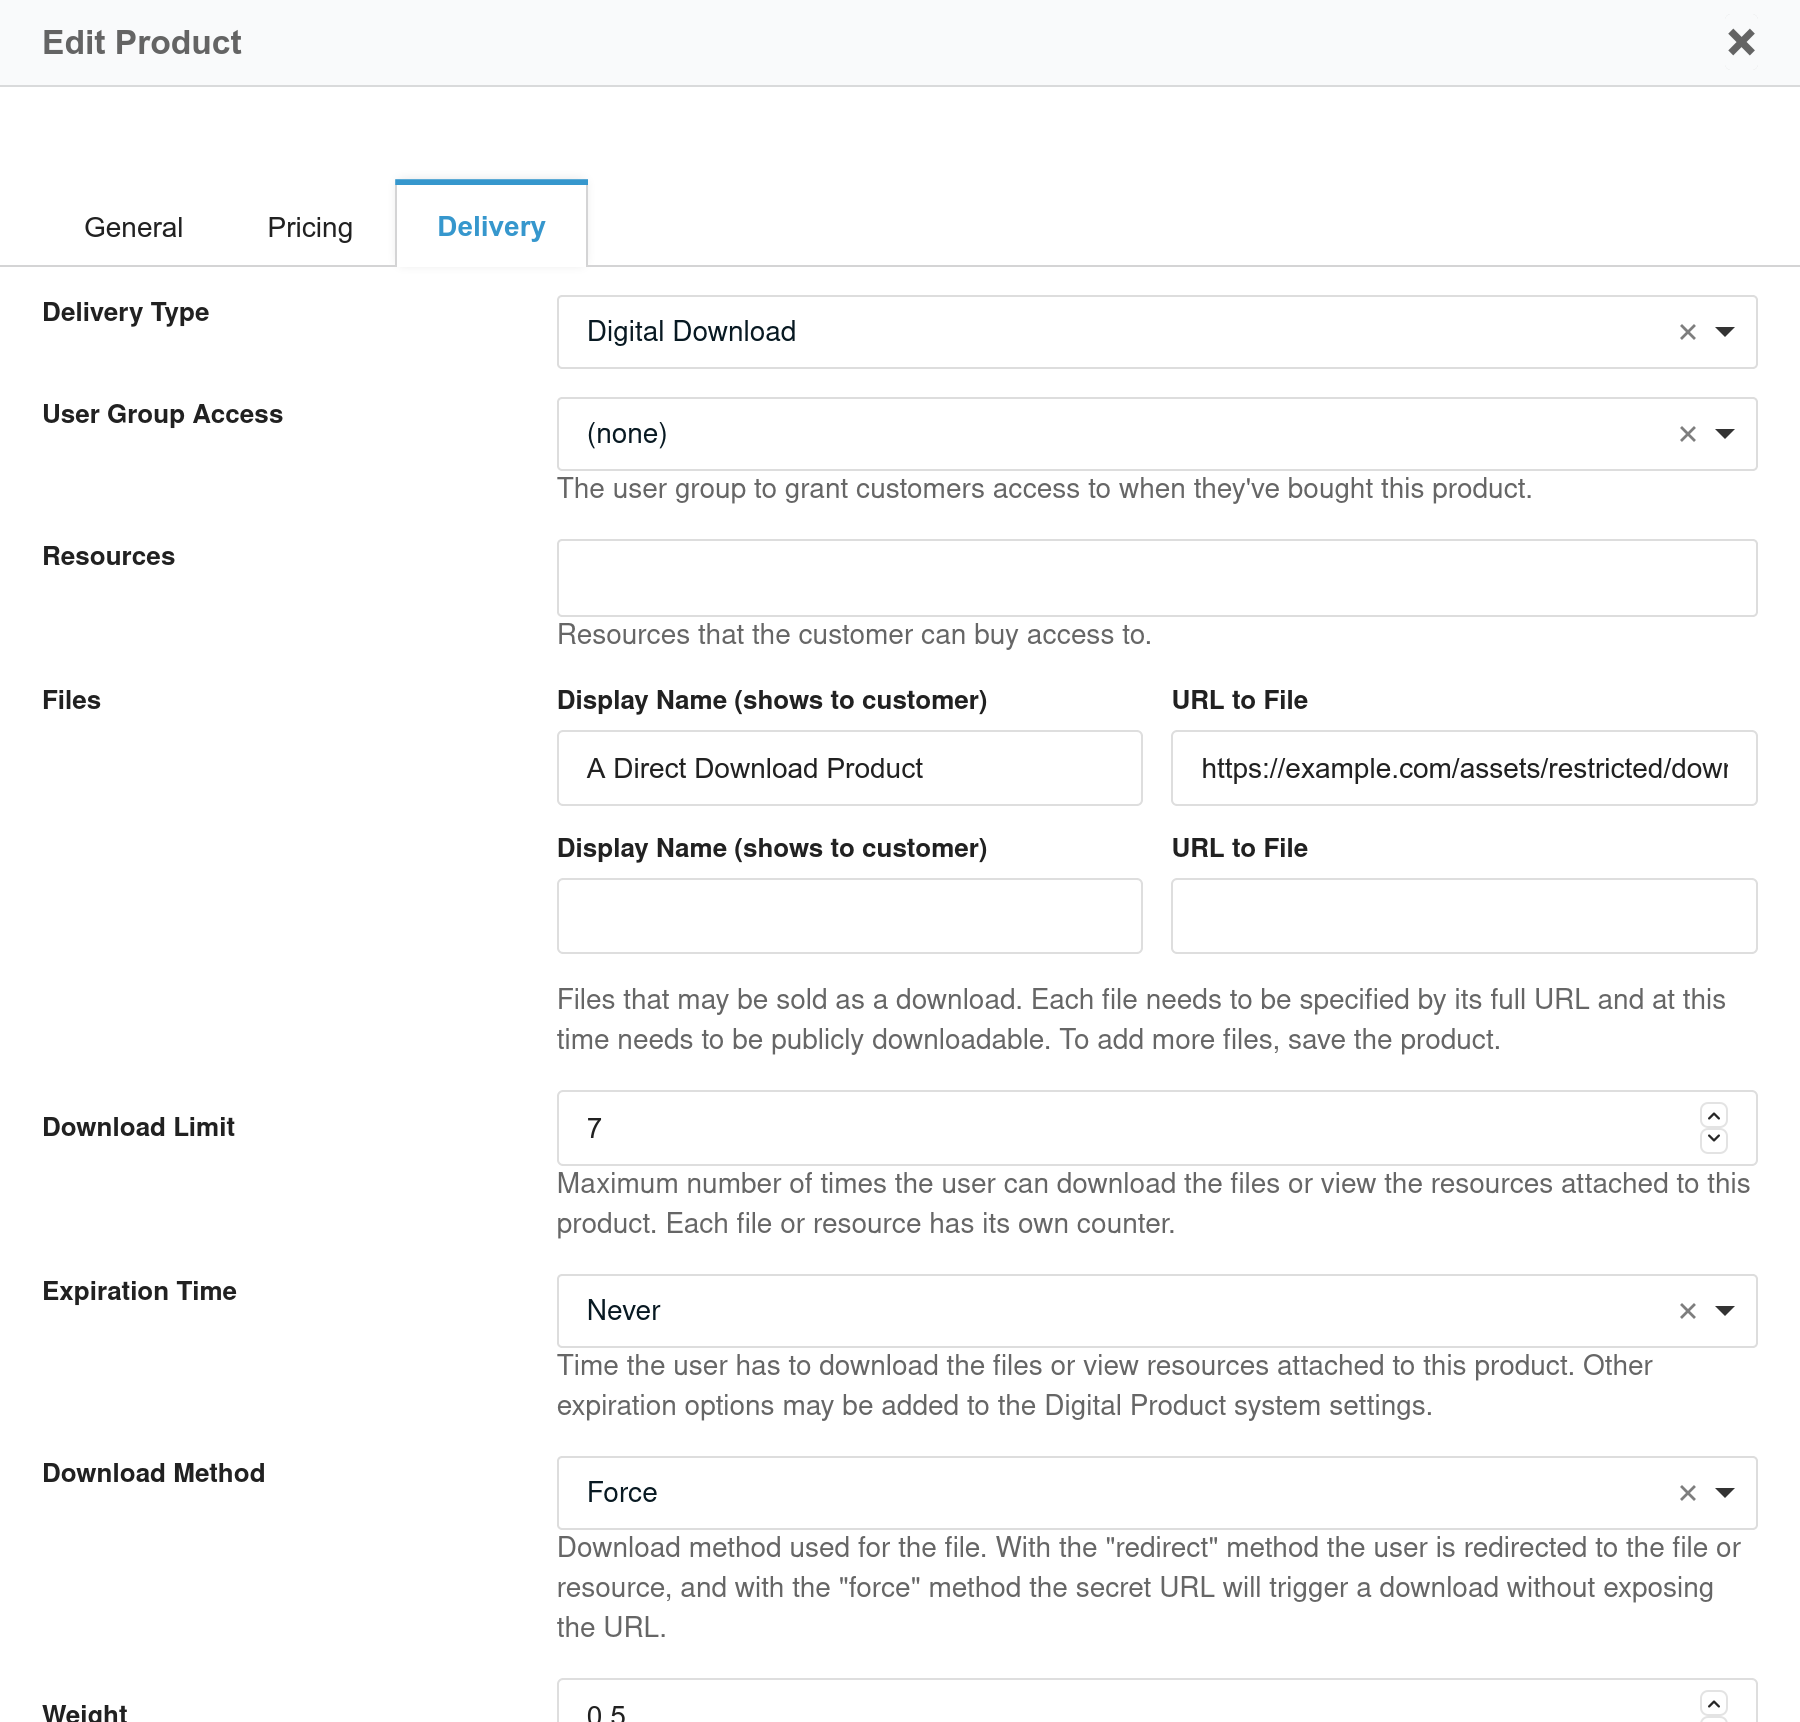 Edit Product
General
Pricing
Delivery
Delivery Type
Digital Download
User Group Access
(none)
The user group to grant customers access to when they've bought this product.
Resources
Resources that the customer can buy access to.
Files
Display Name (shows to customer)
URL to File
A Direct Download Product
https://example.com/assets/restricted/dow
Display Name (shows to customer)
URL to File
Files that may be sold as a download. Each file needs to be specified by its full URL and at this
time needs to be publicly downloadable. To add more files, save the product.
Download Limit
7
Maximum number of times the user can download the files or view the resources attached to this
product. Each file or resource has its own counter.
Expiration Time
Never
Time the user has to download the files or view resources attached to this product. Other
expiration options may be added to the Digital Product system settings.
Download Method
Force
Download method used for the file. With the "redirect" method the user is redirected to the file or
resource, and with the "force" method the secret URL will trigger a download without exposing
the URL.
Weight
0.5